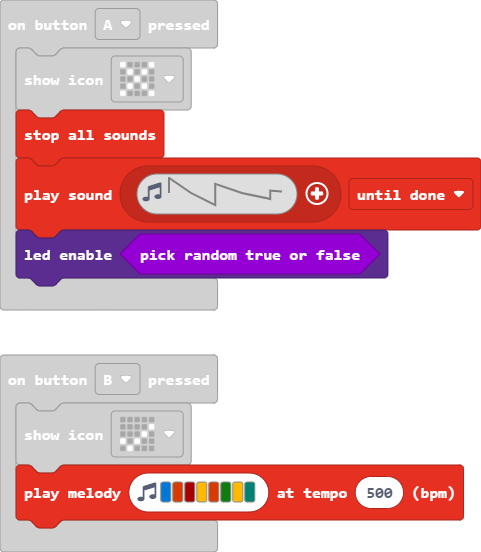 on button A pressed
show icon
stop all sounds
play sound until done
led enable pick random true or false
on button B pressed
show icon
play melody at tempo 500 (bpm)